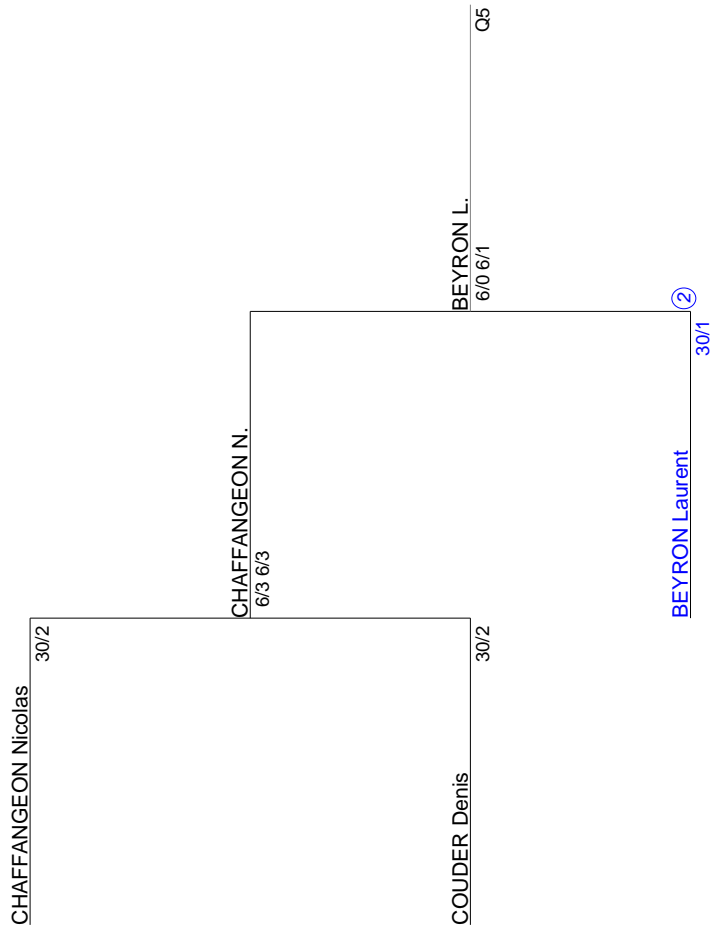 CHAFFANGEON Nicolas
30/2
COUDER Denis
30/2
CHAFFANGEON N.
6/3 6/3
BEYRON Laurent
2
30/1
BEYRON L.
6/0 6/1
Q5